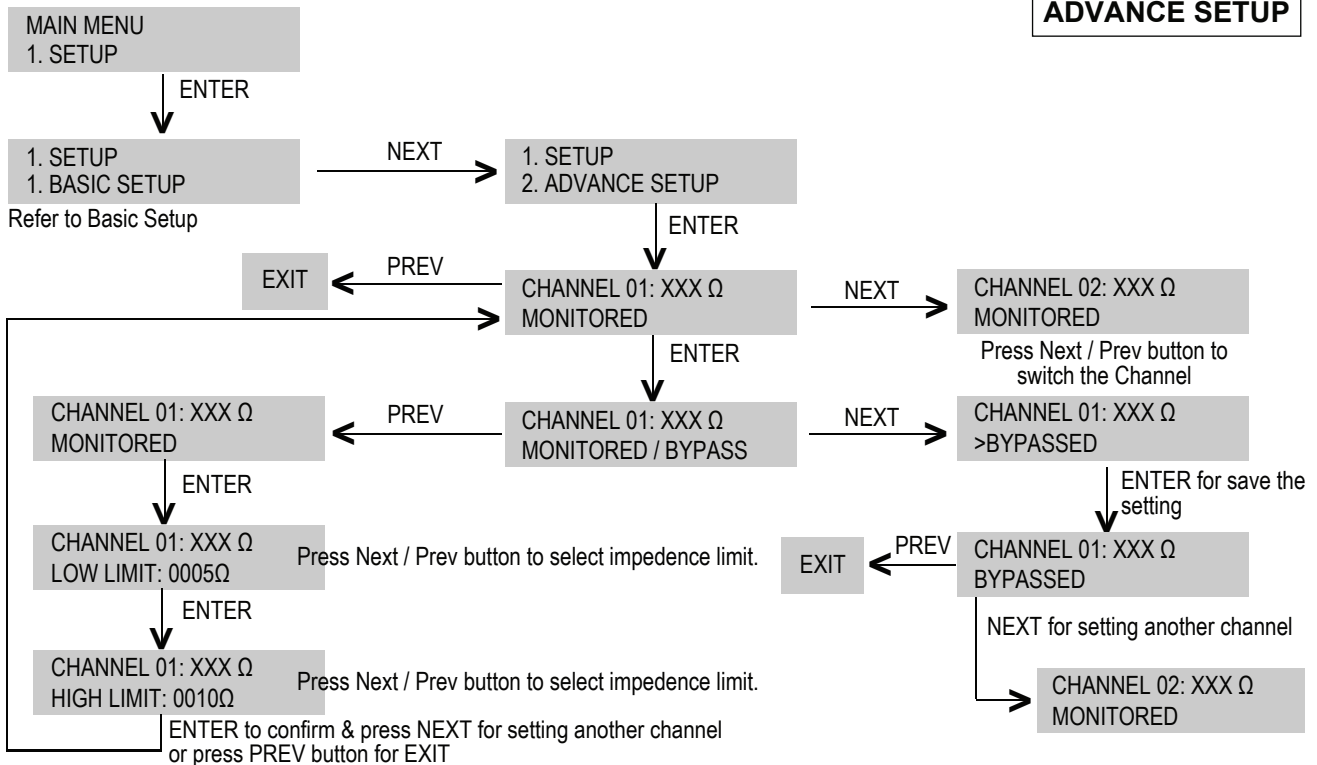 ADVANCE SETUP
MAIN MENU
1. SETUP
ENTER
1. SETUP
1. BASIC SETUP
Refer to Basic Setup
NEXT
1. SETUP
2. ADVANCE SETUP
ENTER
EXIT
PREV
CHANNEL 01: XXX Ω
MONITORED
NEXT
CHANNEL 02: XXX Ω
MONITORED
Press Next / Prev button to
switch the Channel
ENTER
CHANNEL 01: XXX Ω
MONITORED
PREV
CHANNEL 01: XXX Ω
MONITORED / BYPASS
NEXT
CHANNEL 01: XXX Ω
>BYPASSED
ENTER
ENTER for save the
setting
CHANNEL 01: XXX Ω
LOW LIMIT: 0005Ω
Press Next / Prev button to select impedence limit.
EXIT
PREV
CHANNEL 01: XXX Ω
BYPASSED
ENTER
NEXT for setting another channel
CHANNEL 01: XXX Ω
HIGH LIMIT: 0010Ω
Press Next / Prev button to select impedence limit.
CHANNEL 02: XXX Ω
MONITORED
ENTER to confirm & press NEXT for setting another channel
or press PREV button for EXIT